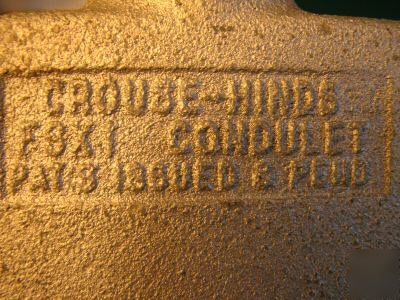 CROUSE-HINDS
FSX1 CONDULET
PAT.S ISSUED & PEND